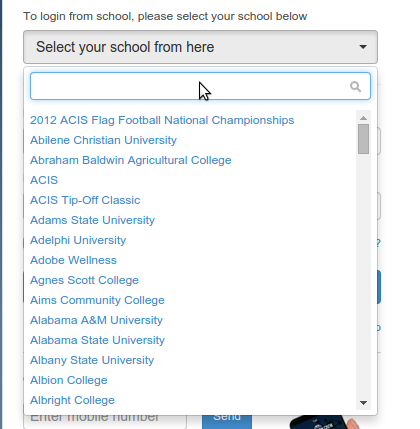 To login from school, please select your school below
Select your school from here
2012 ACIS Flag Football National Championships
Abilene Christian University
Abraham Baldwin Agricultural College
ACIS
ACIS Tip-Off Classic
Adams State University
Adelphi University
Adobe Wellness
Agnes Scott College
Aims Community College
Alabama A&M University
Alabama State University
Albany State University
Albion College
Albright College
?
Enter mobile number
Send